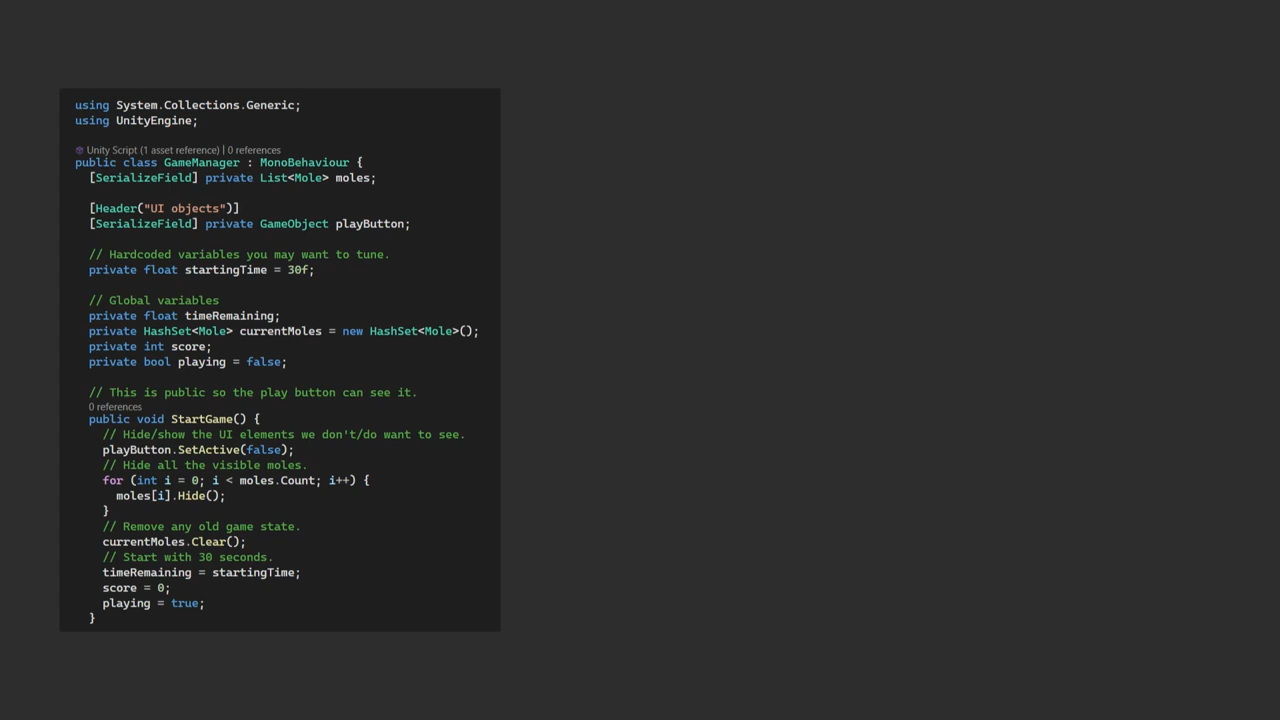 using System.Collections.Generic;
using UnityEngine;
Unity Script (1 asset reference) | 0 references
public class GameManager : MonoBehaviour {
[SerializeField] private List<Mole> moles;
[Header("UI objects")]
[SerializeField] private GameObject playButton;
// Hardcoded variables you may want to tune.
private float startingTime = 30f;
// Global variables
private float timeRemaining;
private HashSet<Mole> currentMoles = new HashSet<Mole>();
private int score;
private bool playing = false;
// This is public so the play button can see it.
0 references
public void StartGame() {
// Hide/show the UI elements we don't/do want to see.
playButton.SetActive(false);
// Hide all the visible moles.
for (int i = 0; i < moles.Count; i++) {
moles[i].Hide();
}
// Remove any old game state.
currentMoles.Clear();
// Start with 30 seconds.
timeRemaining = startingTime;
score = 0;
playing = true;
}